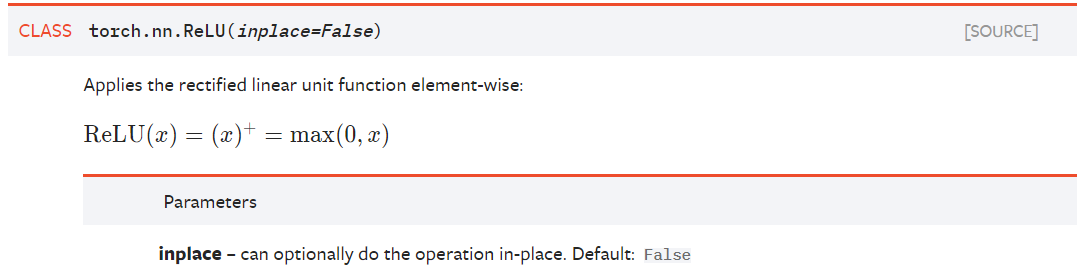 CLASS torch.nn.ReLU(inplace=False) [SOURCE]
Applies the rectified linear unit function element-wise:
ReLU(x) = (x)⁺ = max(0, x)
Parameters
inplace – can optionally do the operation in-place. Default: False